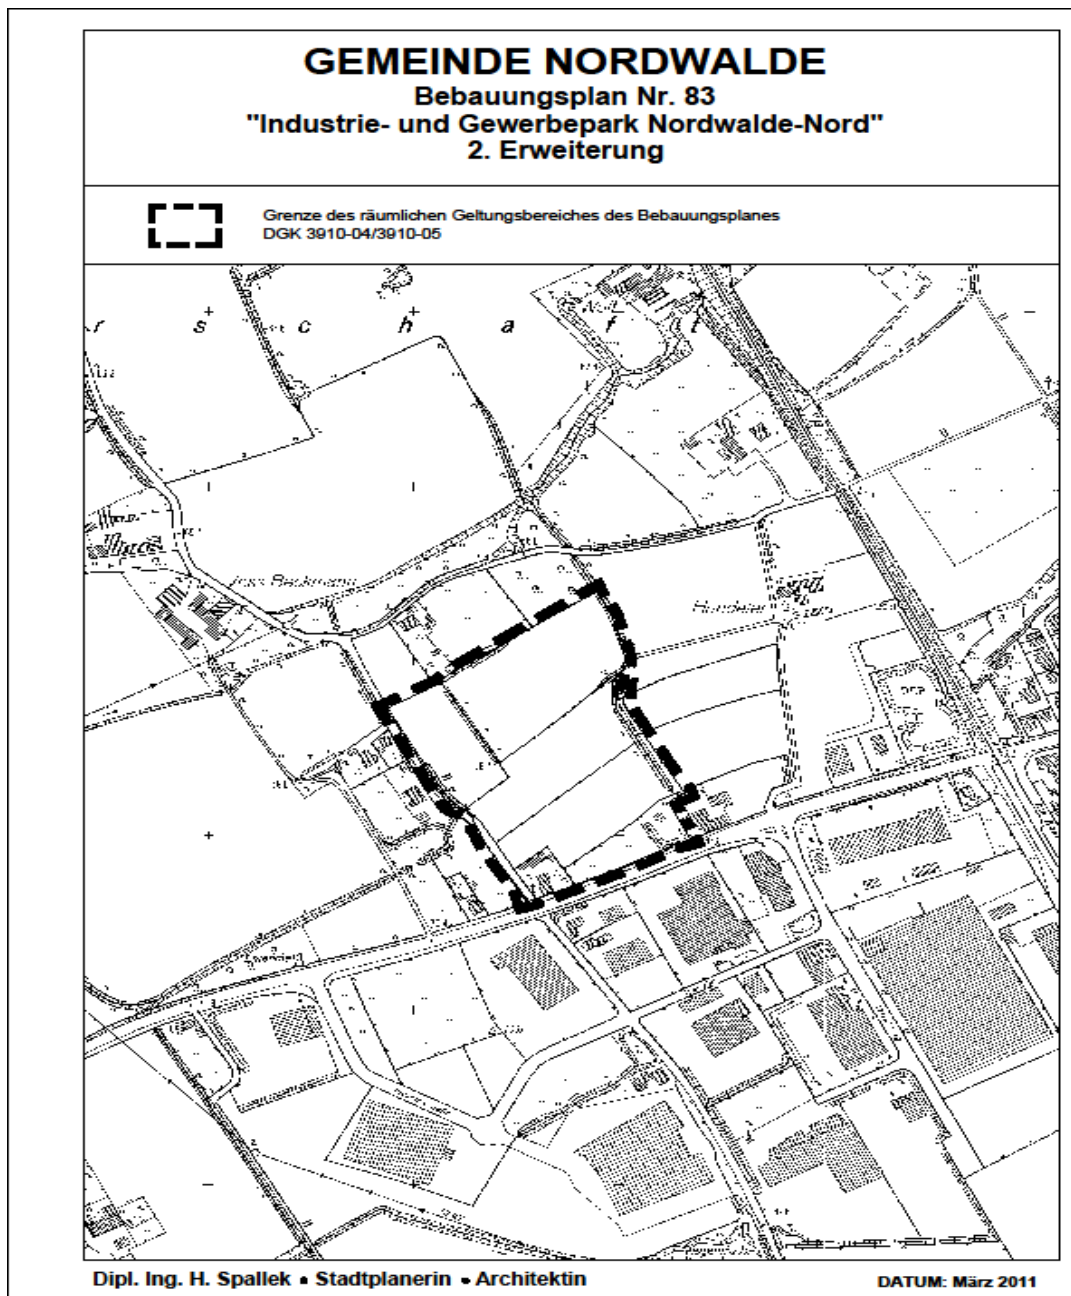 GEMEINDE NORDWALDE
Bebauungsplan Nr. 83
"Industrie- und Gewerbepark Nordwalde-Nord"
2. Erweiterung
Grenze des räumlichen Geltungsbereiches des Bebauungsplanes
DGK 3910-04/3910-05
r s c h a f t
Dipl. Ing. H. Spallek • Stadtplanerin • Architektin
DATUM: März 2011